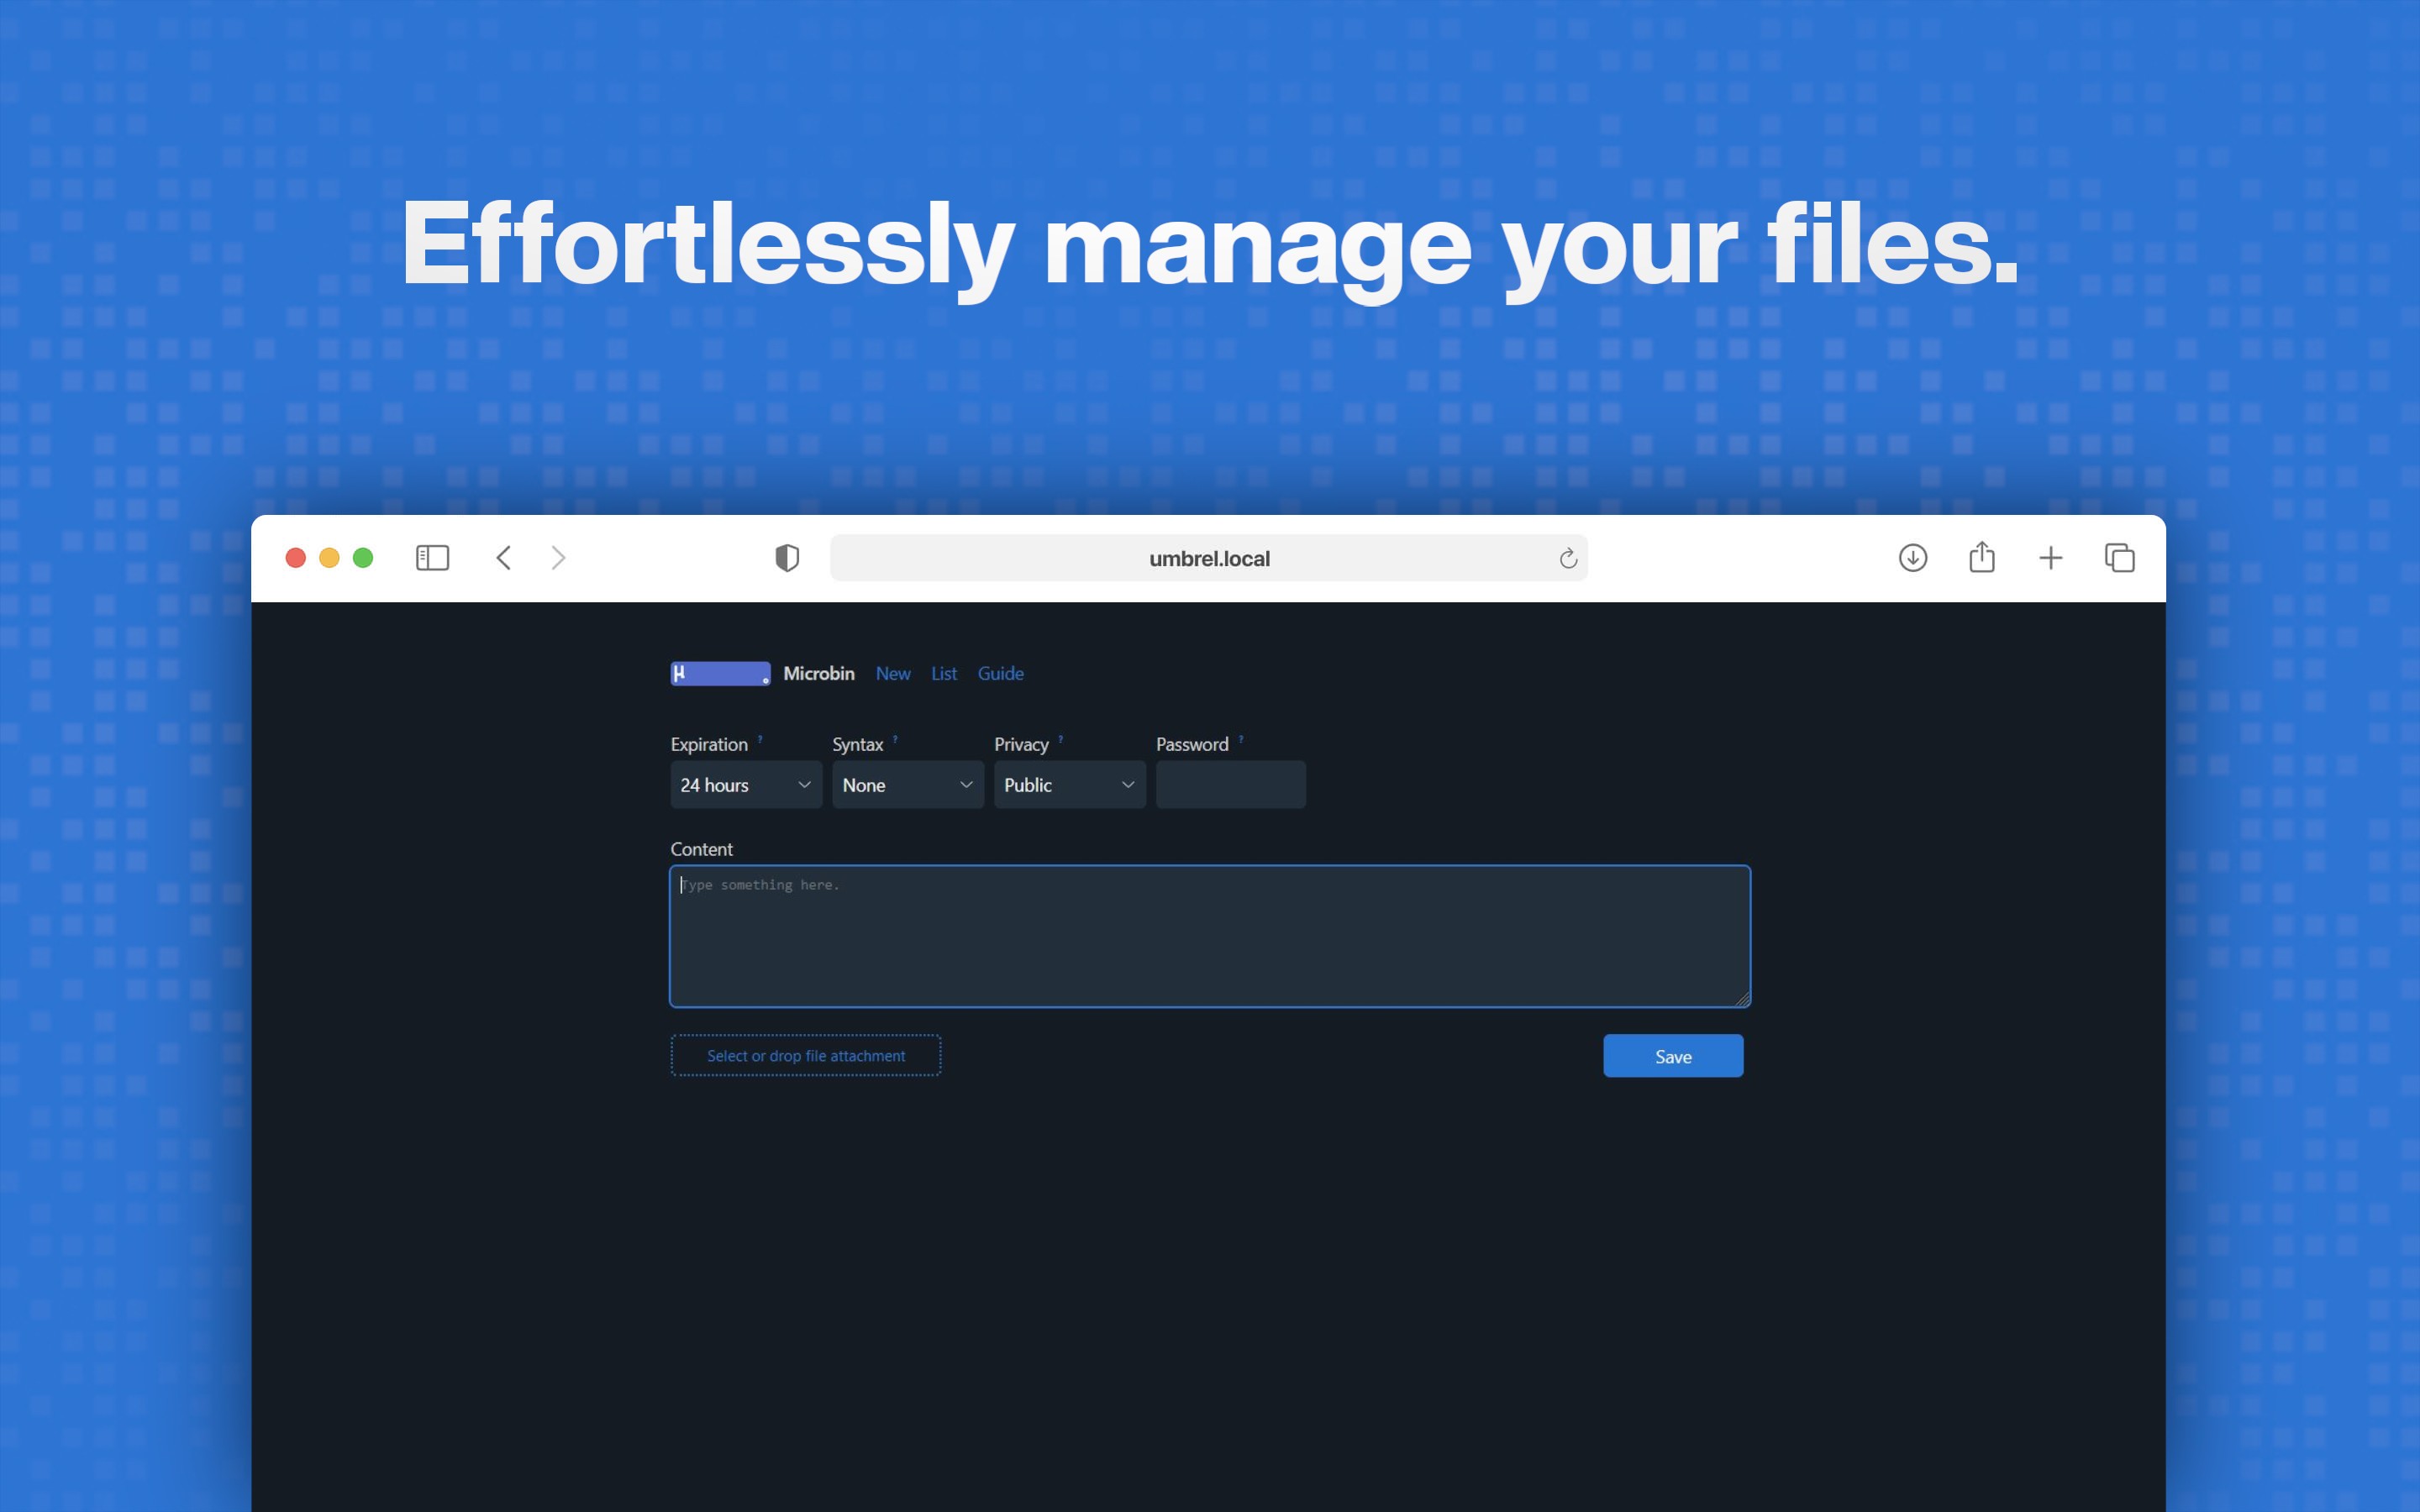 Effortlessly manage your files.
umbrel.local
μ Microbin New List Guide
Expiration ? Syntax ? Privacy ? Password ?
24 hours None Public
Content
Type something here.
Select or drop file attachment Save